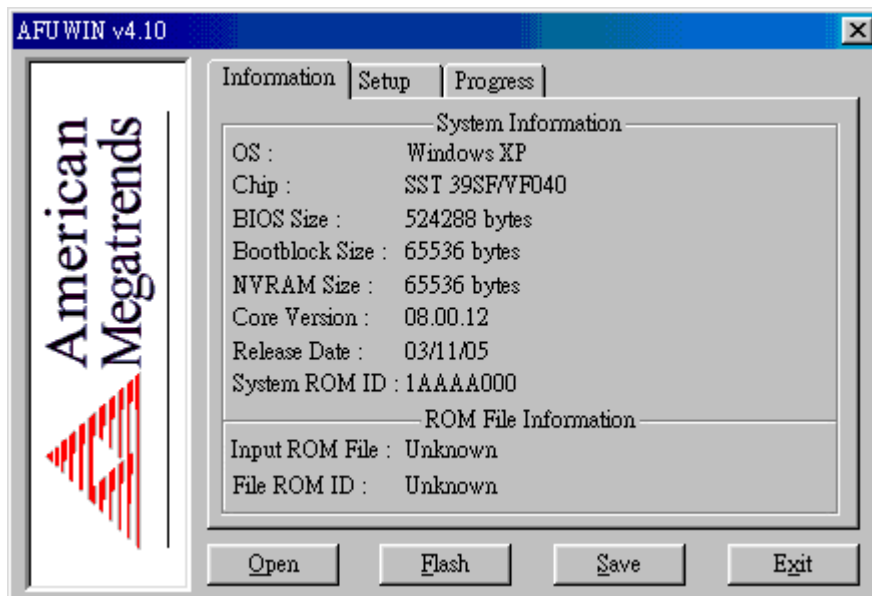 AFUWIN v4.10
American
Megatrends
Information Setup Progress
System Information
OS : Windows XP
Chip : SST 39SF/VF040
BIOS Size : 524288 bytes
Bootblock Size : 65536 bytes
NVRAM Size : 65536 bytes
Core Version : 08.00.12
Release Date : 03/11/05
System ROM ID : 1AAAA000
ROM File Information
Input ROM File : Unknown
File ROM ID : Unknown
Open Flash Save Exit